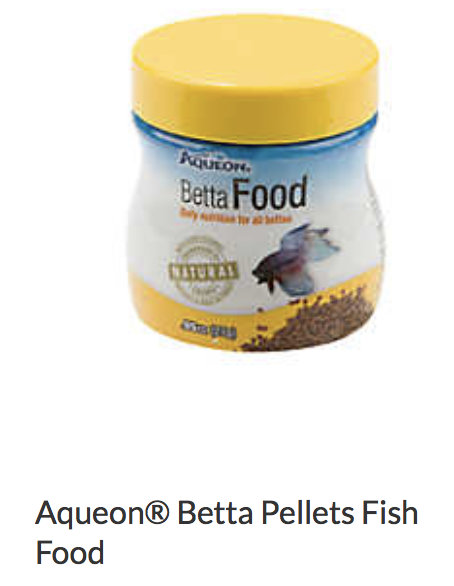 AQUEON®
Betta Food
Daily nutrition for all bettas
NATURAL
Aqueon® Betta Pellets Fish
Food